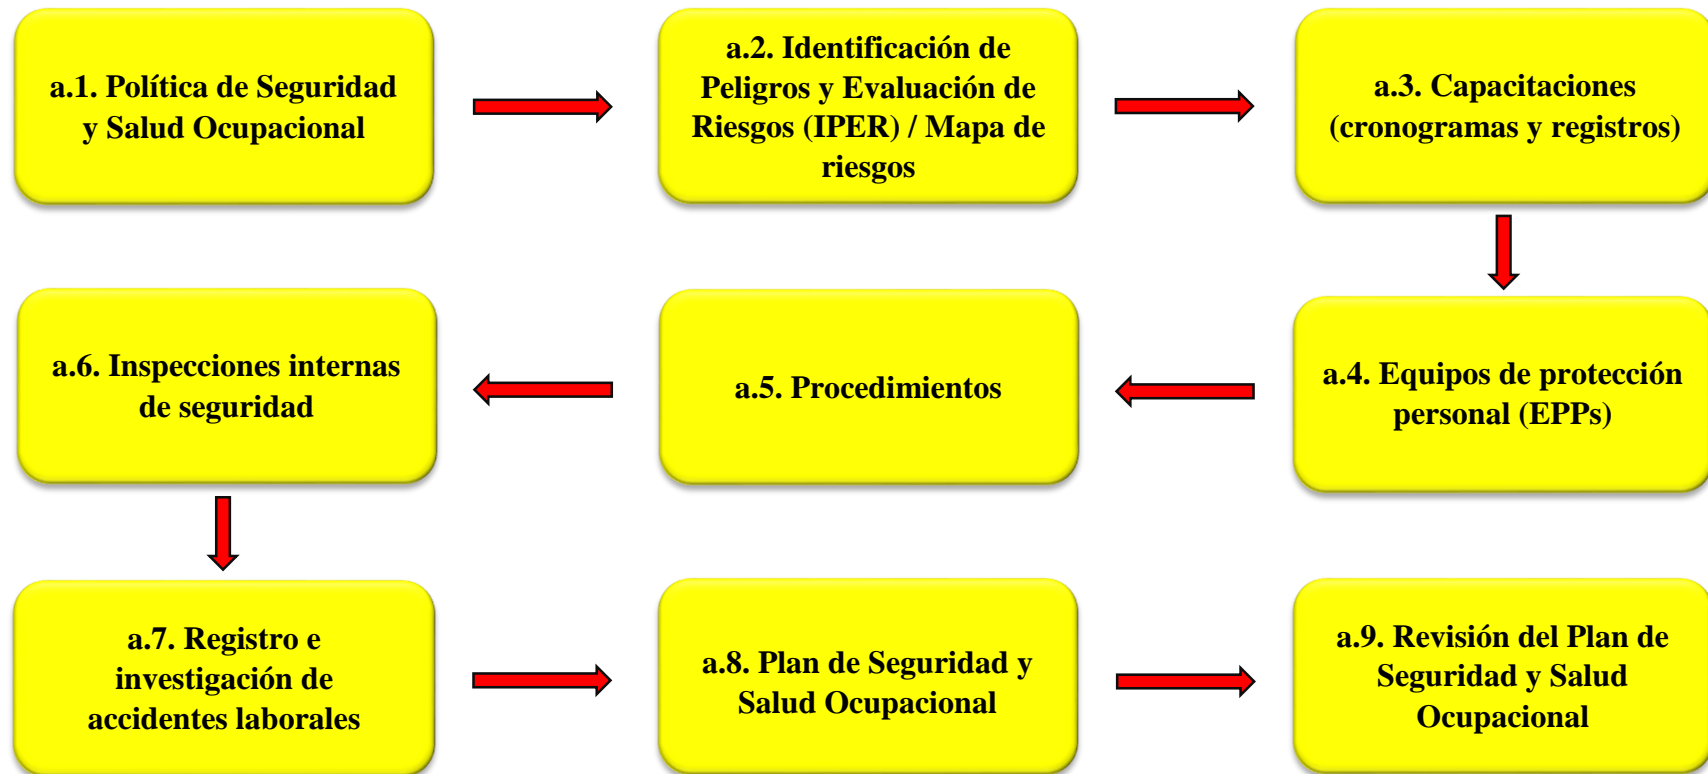 a.1. Política de Seguridad
y Salud Ocupacional
a.2. Identificación de
Peligros y Evaluación de
Riesgos (IPER) / Mapa de
riesgos
a.3. Capacitaciones
(cronogramas y registros)
a.4. Equipos de protección
personal (EPPs)
a.5. Procedimientos
a.6. Inspecciones internas
de seguridad
a.7. Registro e
investigación de
accidentes laborales
a.8. Plan de Seguridad y
Salud Ocupacional
a.9. Revisión del Plan de
Seguridad y Salud
Ocupacional